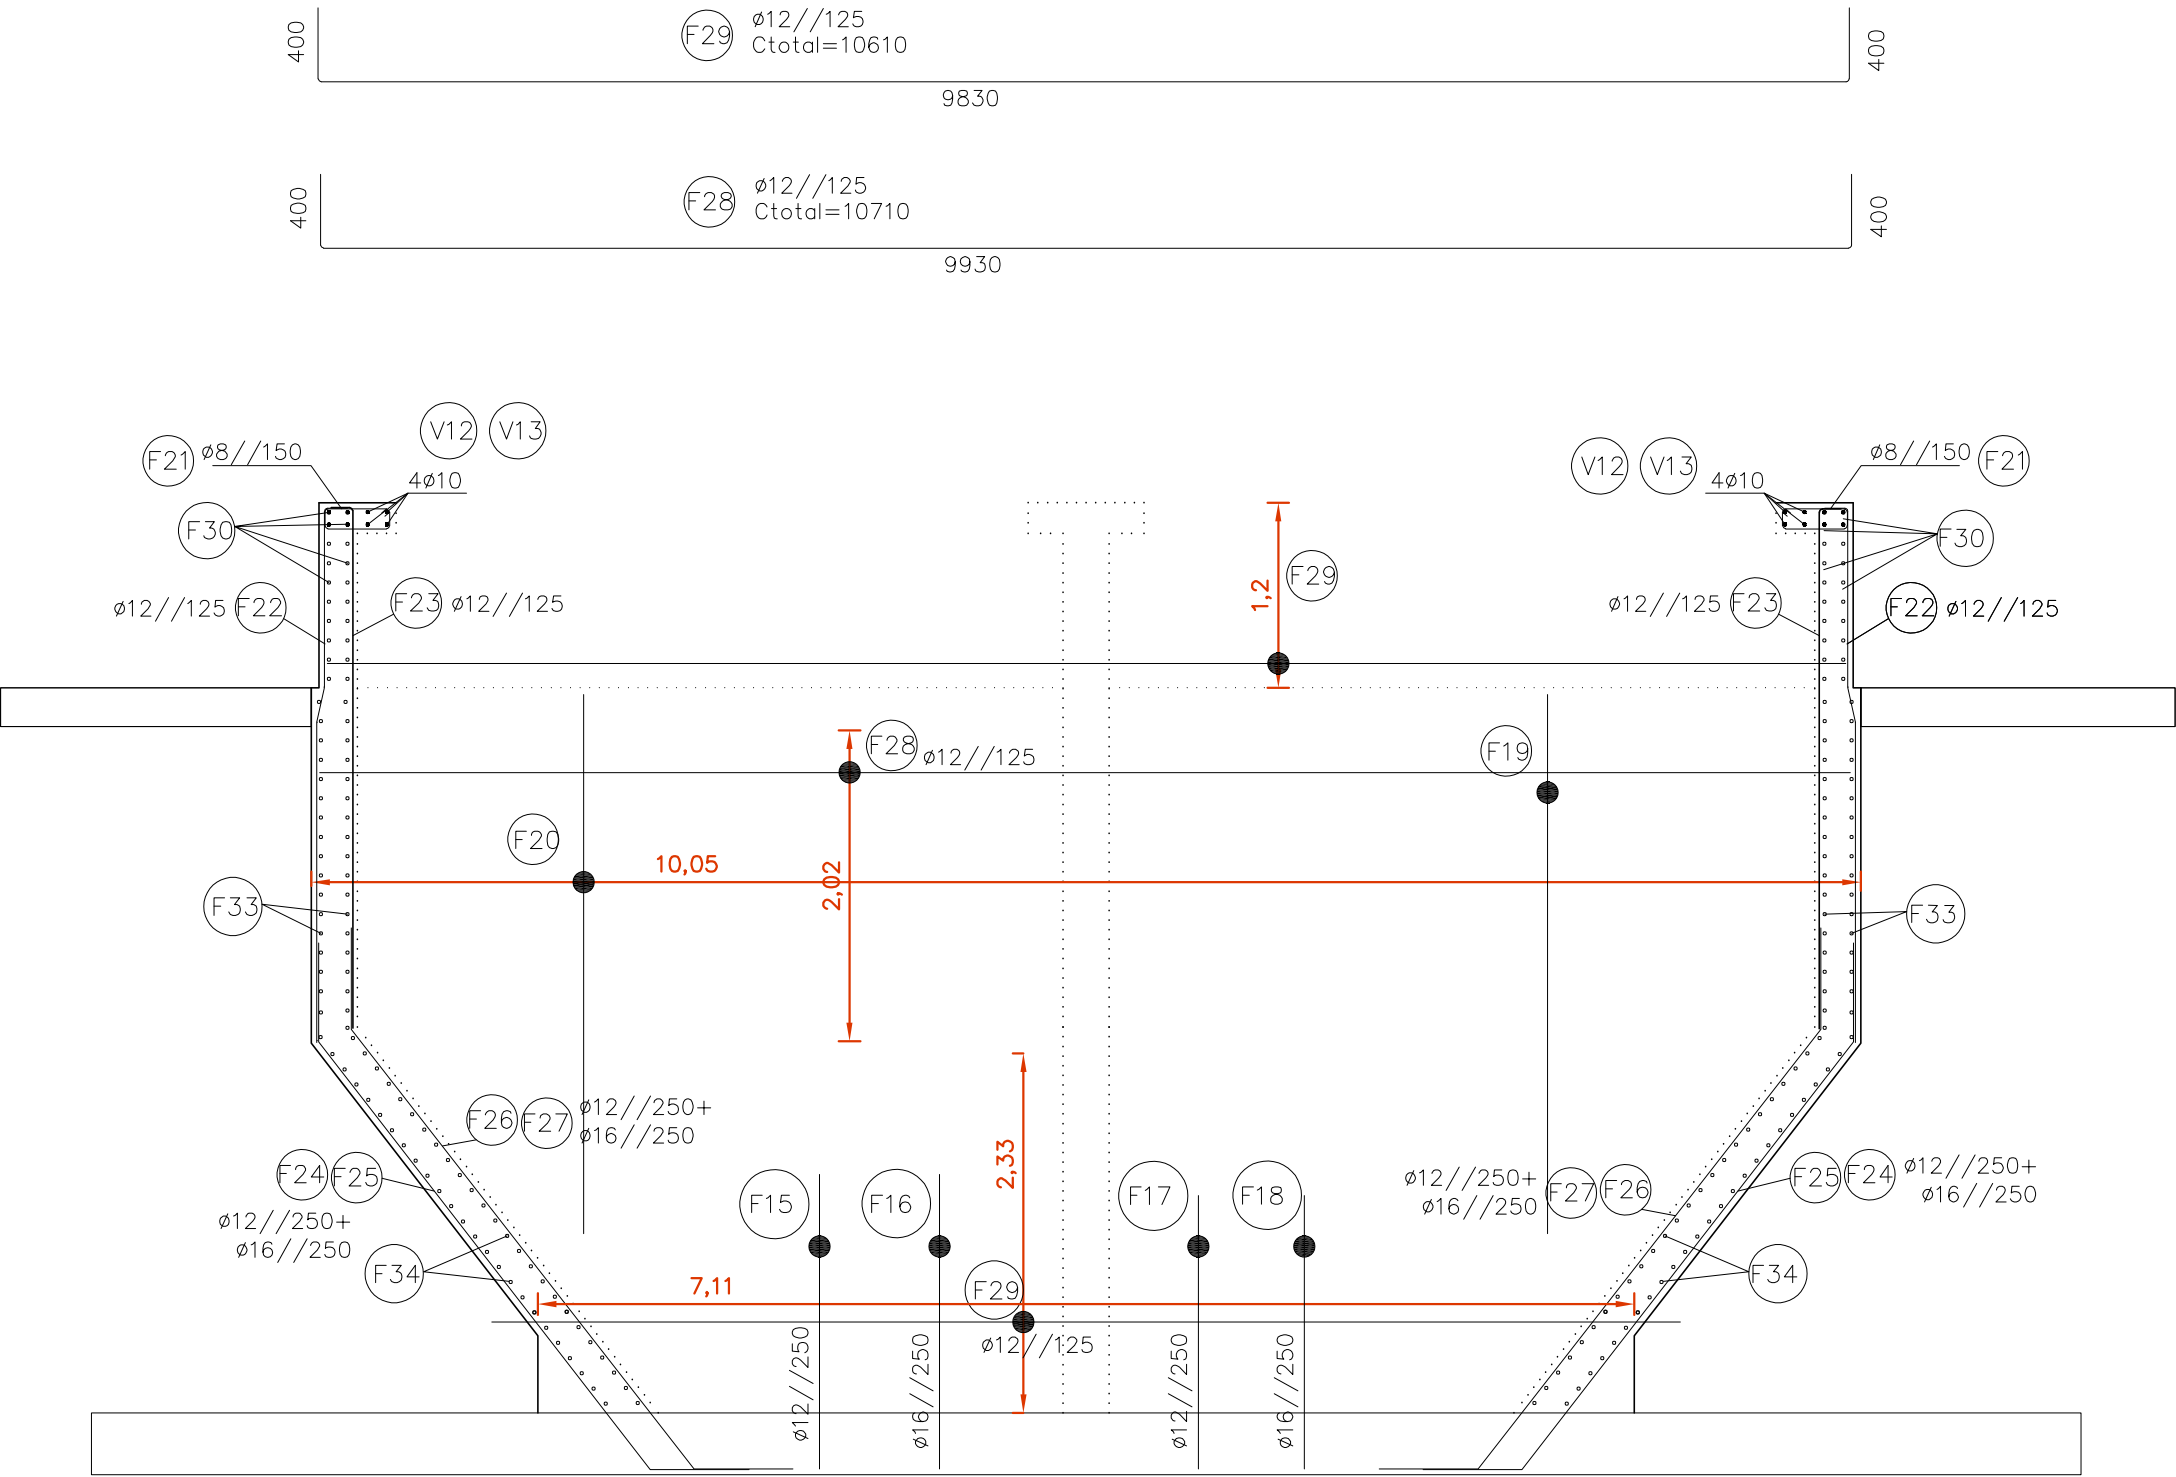 F29 ø12//125
Ctotal=10610
400
400
9830
F28 ø12//125
Ctotal=10710
400
400
9930
V12 V13
F21 ø8//150
4ø10
F30
ø12//125 F22
F23 ø12//125
V12 V13
ø8//150 F21
4ø10
F30
ø12//125 F23
F22 ø12//125
1,2
F29
F28 ø12//125
F19
F20
10,05
2,02
F33
F33
F26 F27 ø12//250+
ø16//250
F24 F25
ø12//250+
ø16//250
F34
2,33
F15
F16
F17
F18
ø12//250+
ø16//250
F27 F26
F25 F24 ø12//250+
ø16//250
F34
7,11
F29
ø12//125
ø12//250
ø16//250
ø12//250
ø16//250